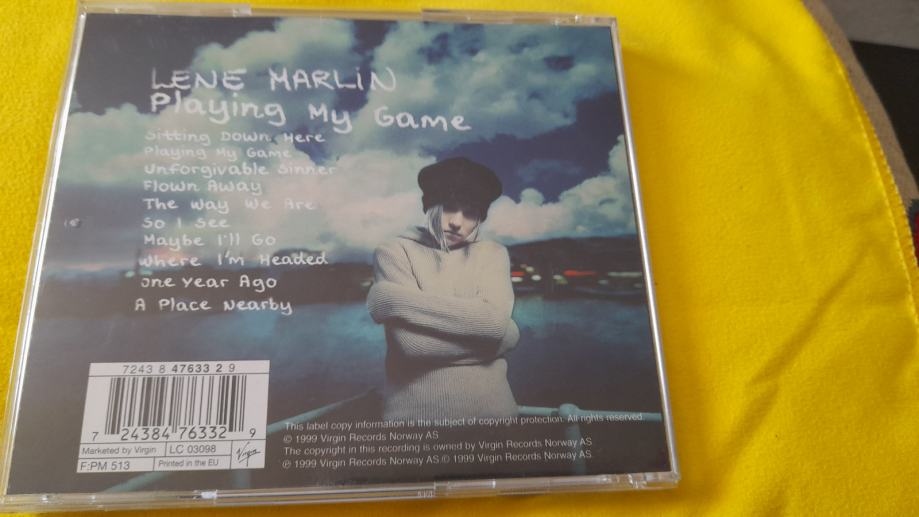 LENE MARLiN
Playing My Game
Sitting Down Here
Playing My Game
Unforgivable Sinner
Flown Away
The Way We Are
So I See
Maybe I'll Go
Where I'm Headed
One Year Ago
A Place Nearby
7243 8 47633 2 9
7 24384 76332 9
Marketed by Virgin
LC 03098
Virgin
F:PM 513
Printed in the EU
This label copy information is the subject of copyright protection. All rights reserved.
© 1999 Virgin Records Norway AS
The copyright in this recording is owned by Virgin Records Norway AS
℗ 1999 Virgin Records Norway AS © 1999 Virgin Records Norway AS.